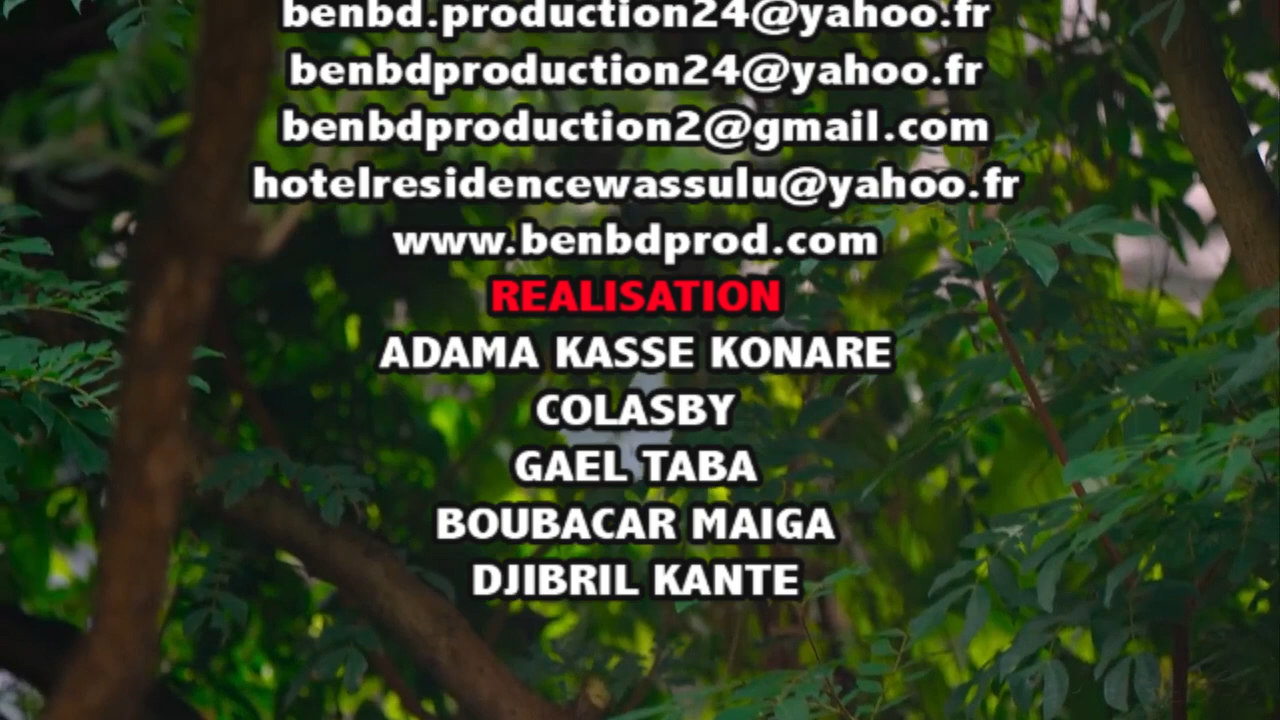 benbd.production24@yahoo.fr
benbdproduction24@yahoo.fr
benbdproduction2@gmail.com
hotelresidencewassulu@yahoo.fr
www.benbdprod.com
REALISATION
ADAMA KASSE KONARE
COLASBY
GAEL TABA
BOUBACAR MAIGA
DJIBRIL KANTE